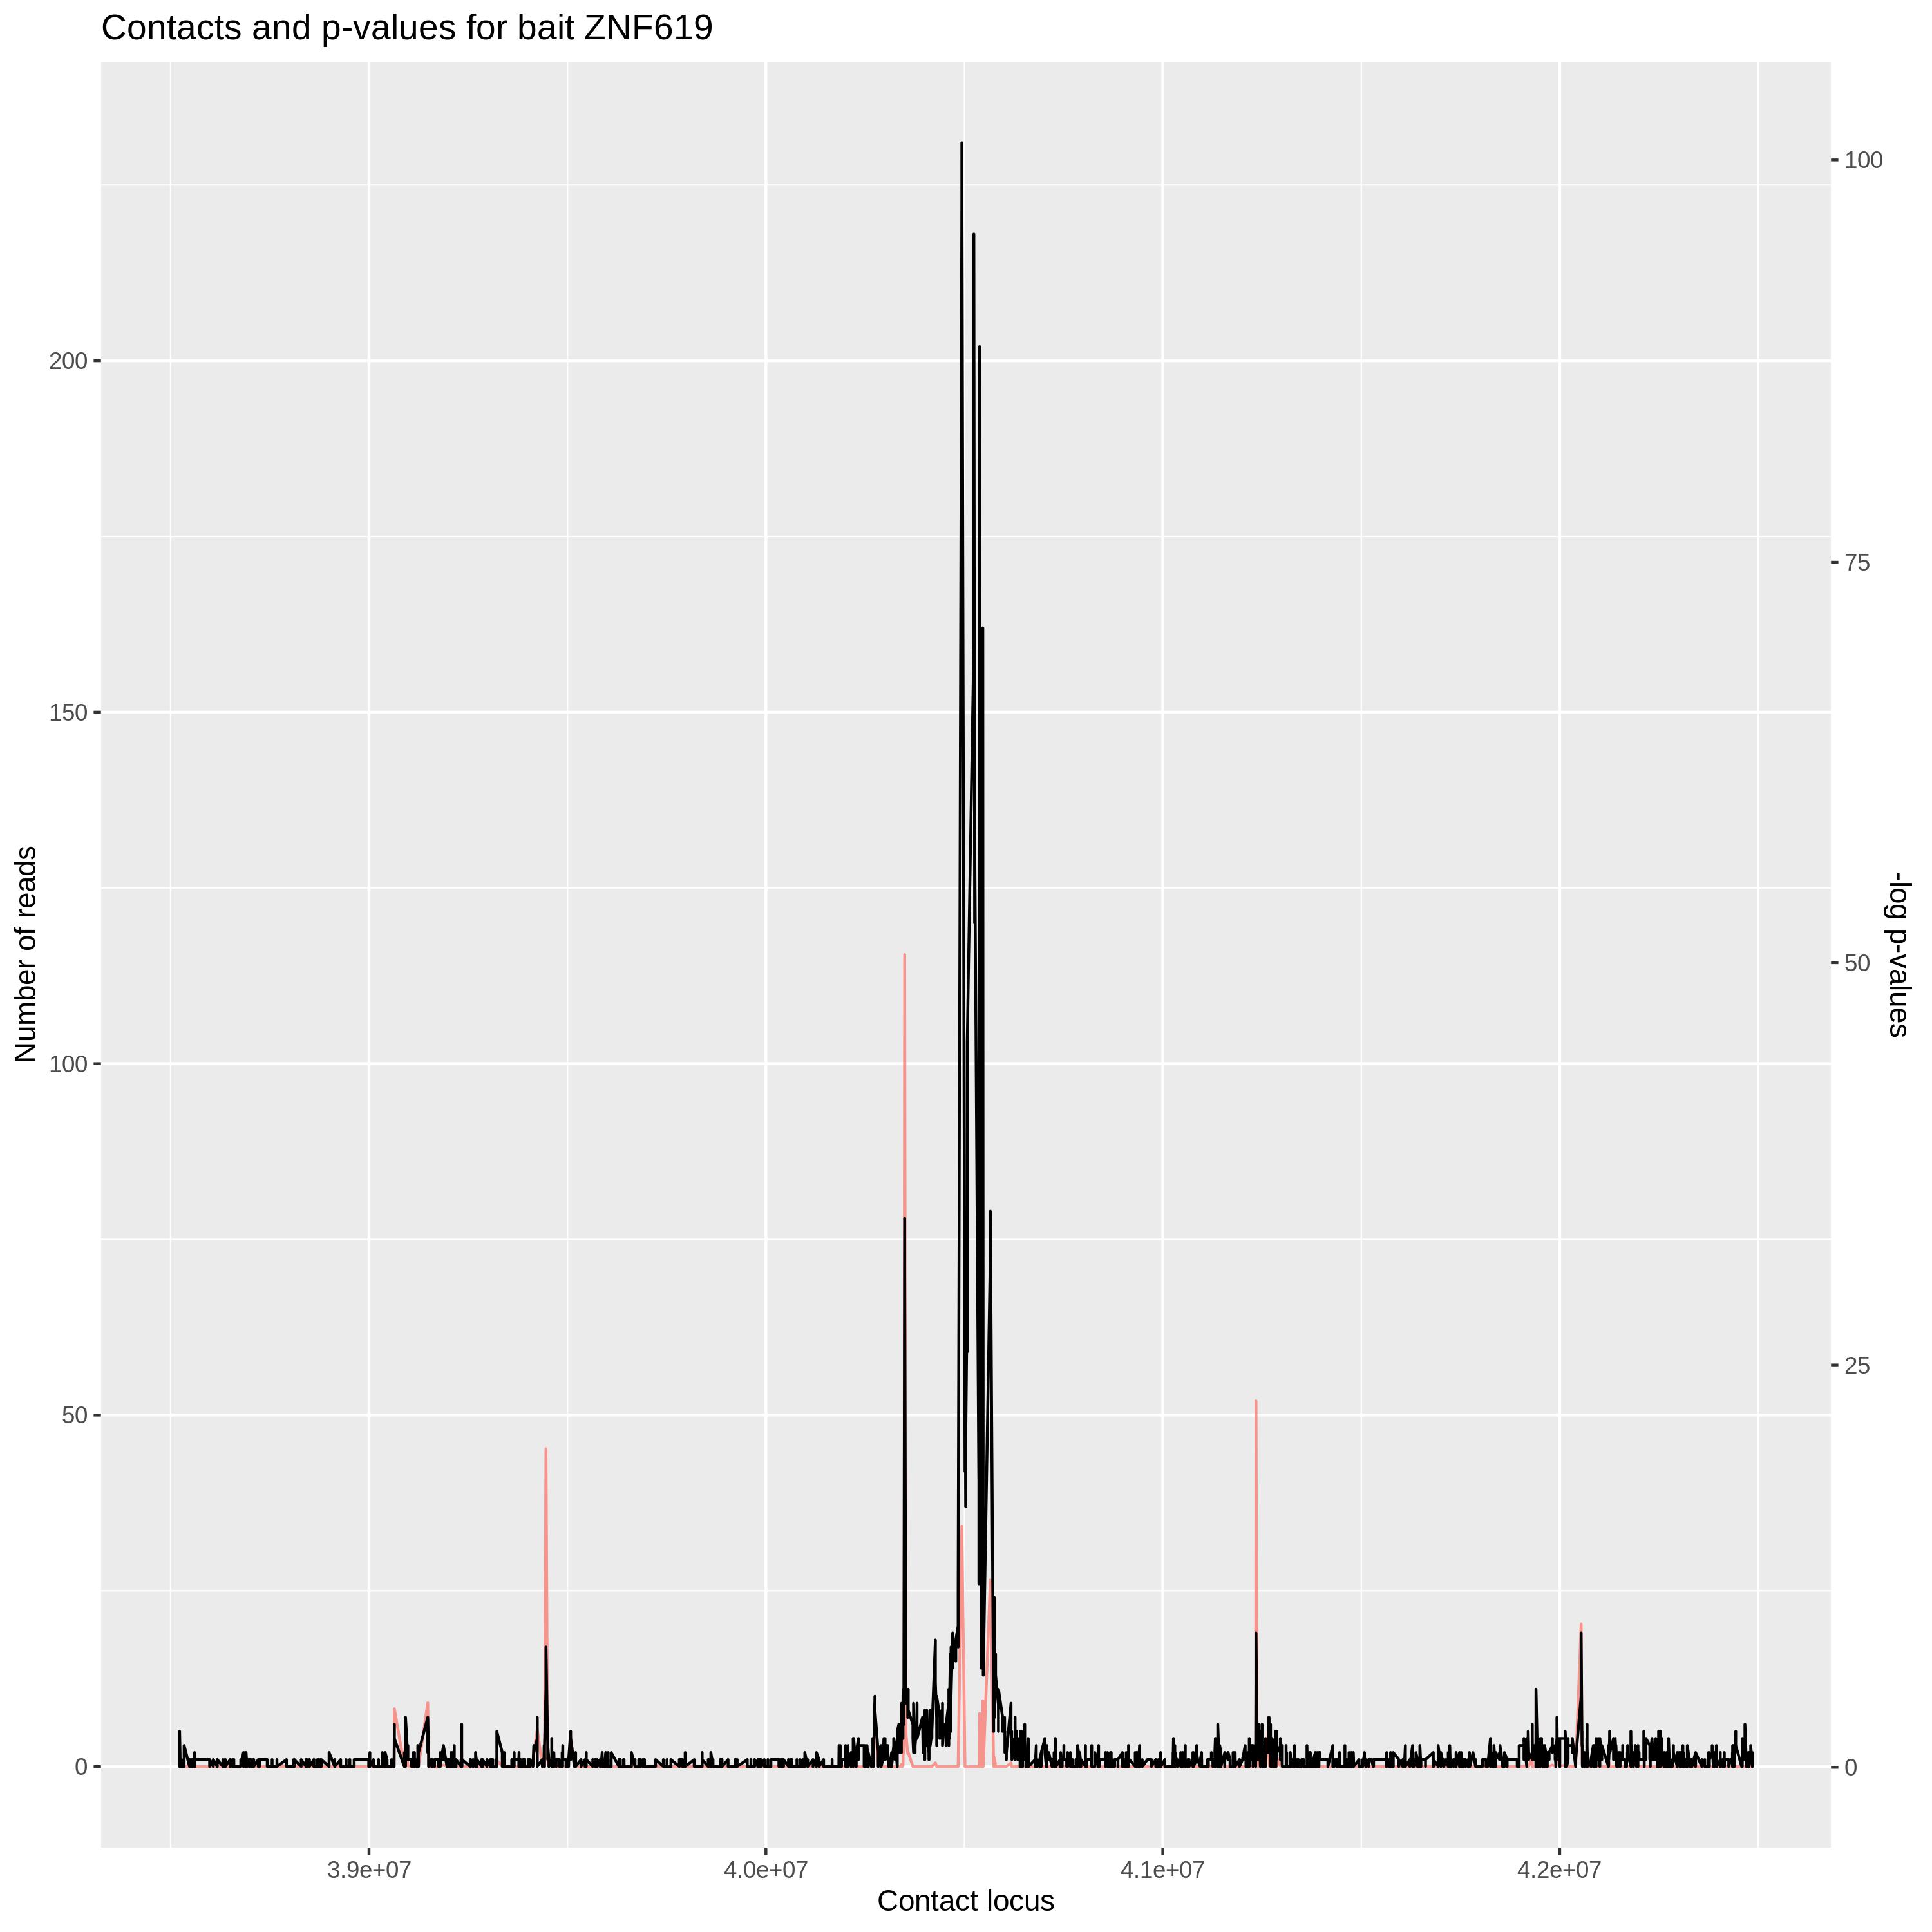 Contacts and p-values for bait ZNF619
Number of reads
200
150
100
50
0
100
75
50
25
0
-log p-values
3.9e+07
4.0e+07
4.1e+07
4.2e+07
Contact locus